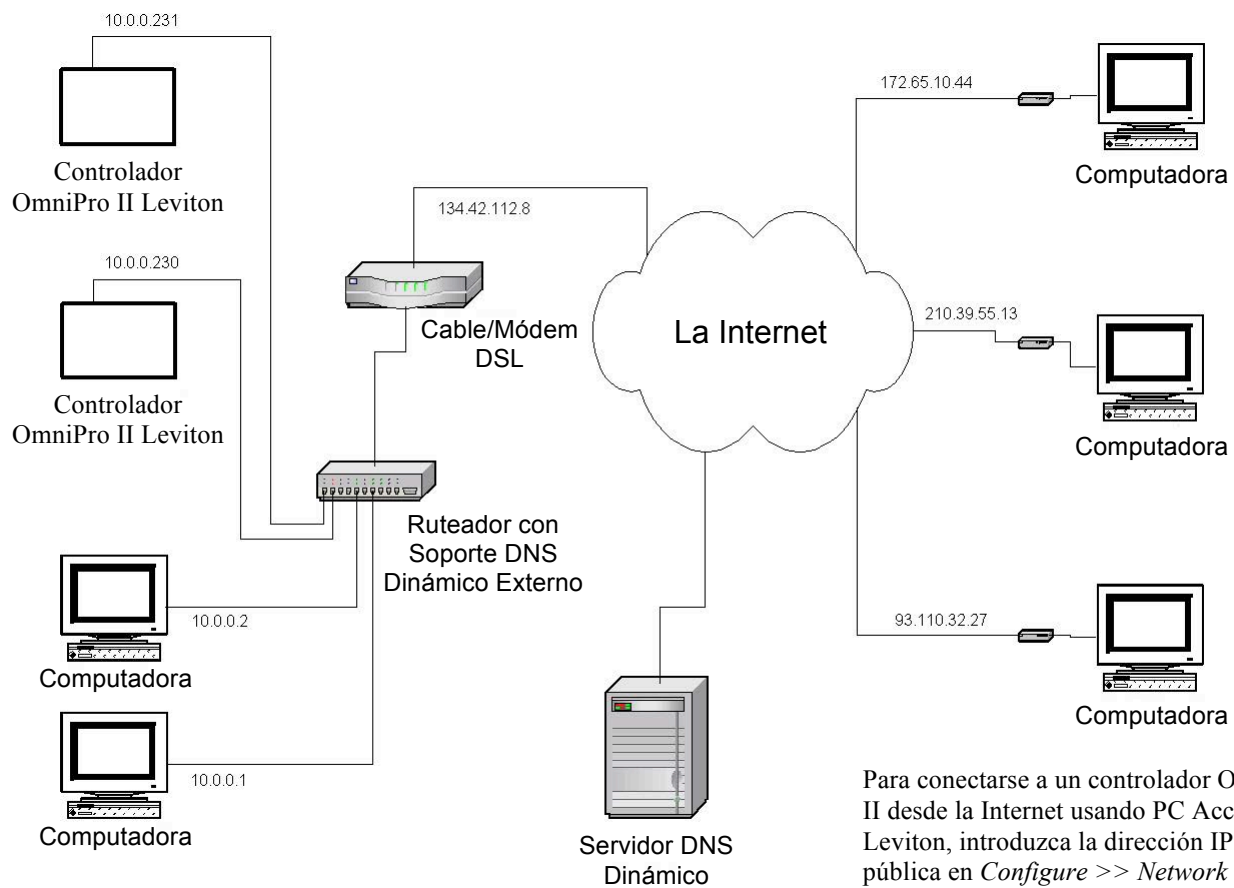 10.0.0.231
Controlador
OmniPro II Leviton
10.0.0.230
Controlador
OmniPro II Leviton
134.42.112.8
Cable/Módem
DSL
Ruteador con
Soporte DNS
Dinámico Externo
10.0.0.2
Computadora
10.0.0.1
Computadora
La Internet
Servidor DNS
Dinámico
172.65.10.44
Computadora
210.39.55.13
Computadora
93.110.32.27
Computadora
Para conectarse a un controlador
II desde la Internet usando PC
Leviton, introduzca la dirección IP
pública en Configure >> Network